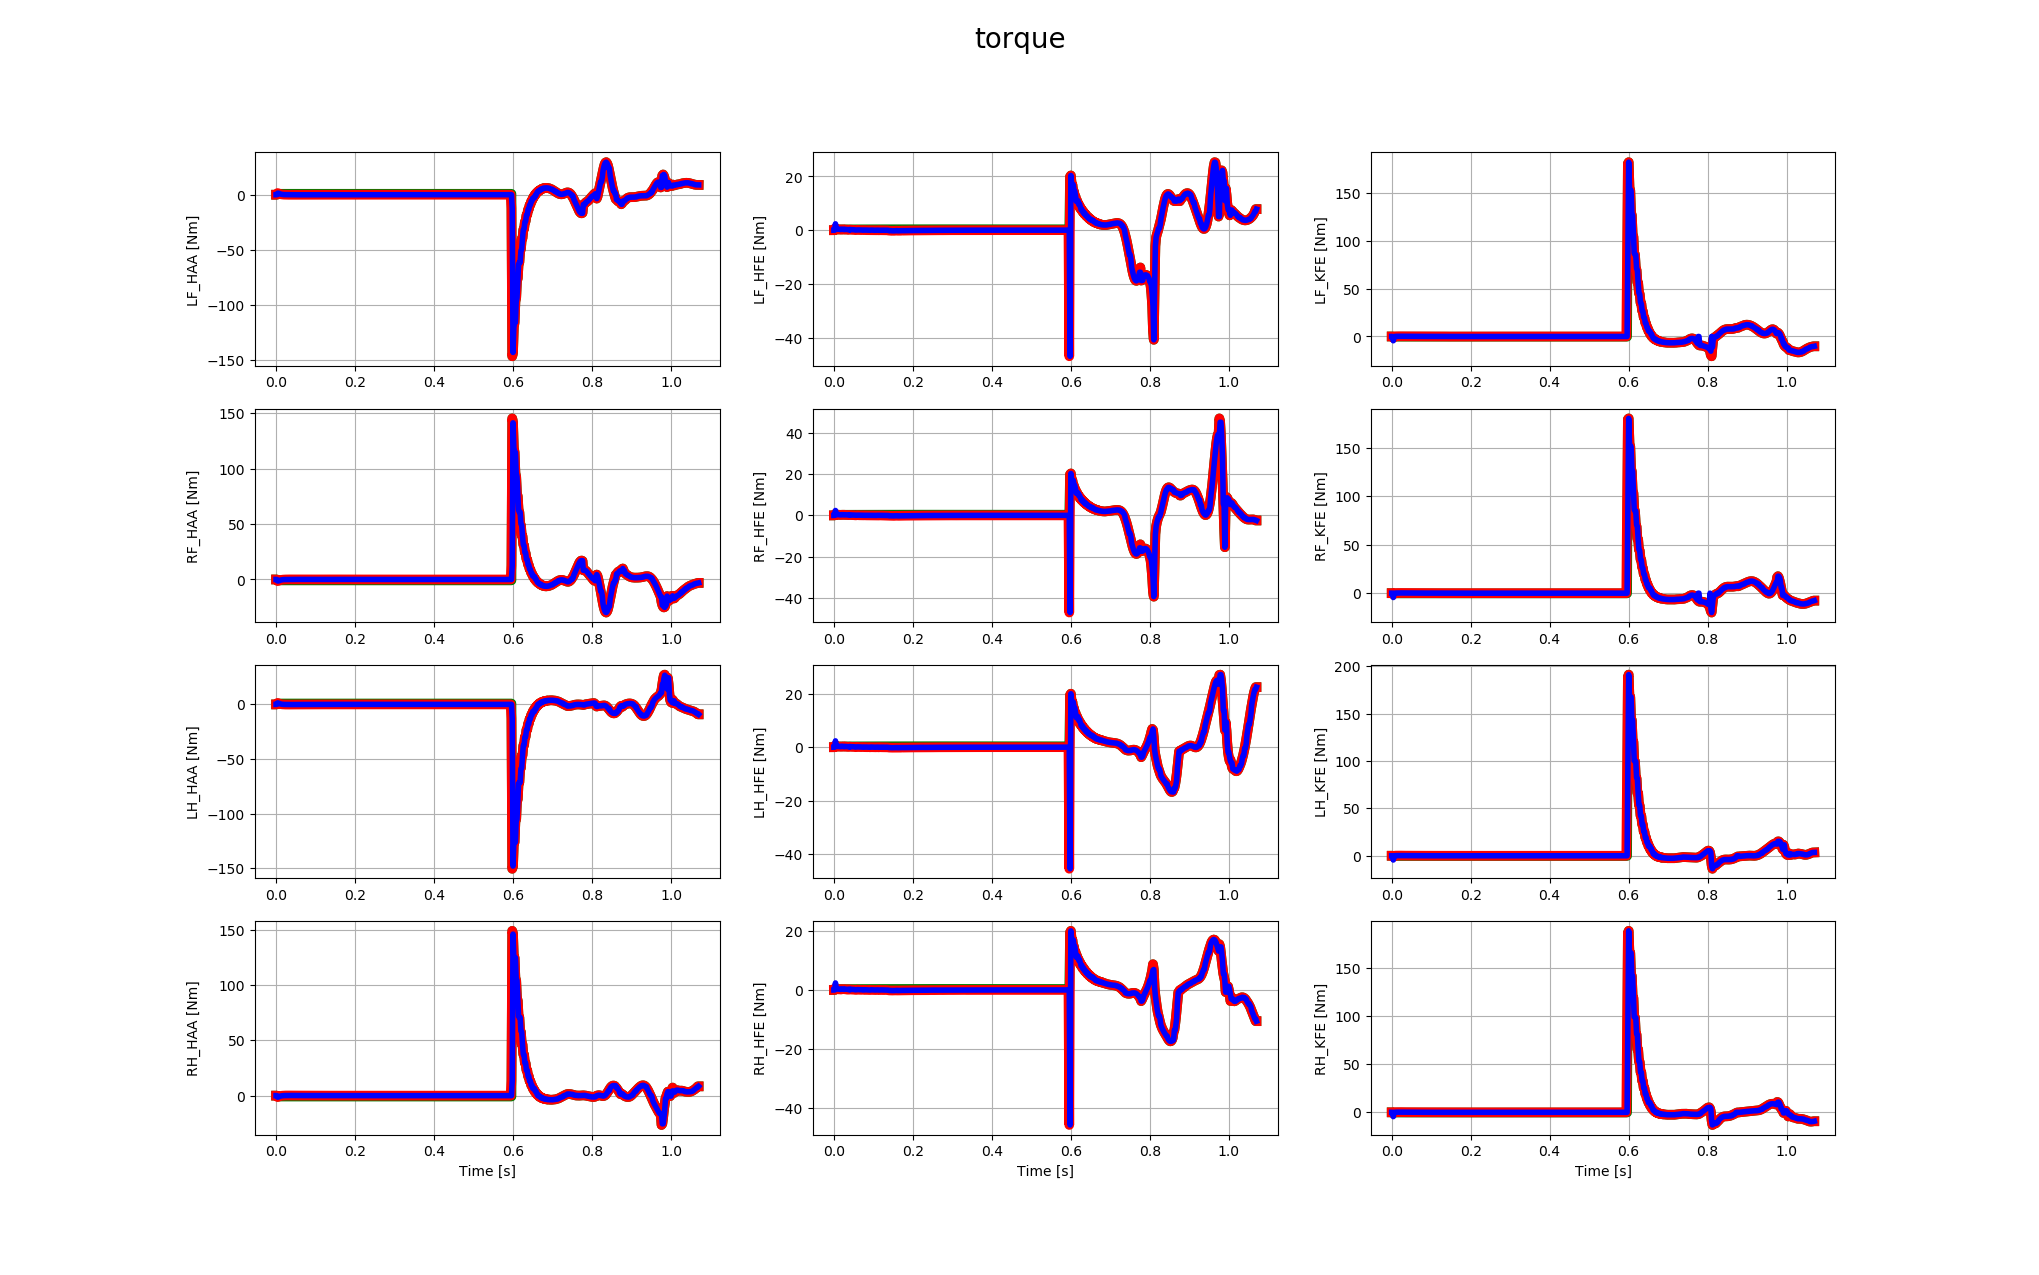 torque
LF_HAA [Nm]
0
−50
−100
−150
0.0 0.2 0.4 0.6 0.8 1.0
LF_HFE [Nm]
20
0
−20
−40
0.0 0.2 0.4 0.6 0.8 1.0
LF_KFE [Nm]
150
100
50
0
0.0 0.2 0.4 0.6 0.8 1.0
RF_HAA [Nm]
150
100
50
0
0.0 0.2 0.4 0.6 0.8 1.0
RF_HFE [Nm]
40
20
0
−20
−40
0.0 0.2 0.4 0.6 0.8 1.0
RF_KFE [Nm]
150
100
50
0
0.0 0.2 0.4 0.6 0.8 1.0
LH_HAA [Nm]
0
−50
−100
−150
0.0 0.2 0.4 0.6 0.8 1.0
LH_HFE [Nm]
20
0
−20
−40
0.0 0.2 0.4 0.6 0.8 1.0
LH_KFE [Nm]
200
150
100
50
0
0.0 0.2 0.4 0.6 0.8 1.0
RH_HAA [Nm]
150
100
50
0
0.0 0.2 0.4 0.6 0.8 1.0
Time [s]
RH_HFE [Nm]
20
0
−20
−40
0.0 0.2 0.4 0.6 0.8 1.0
Time [s]
RH_KFE [Nm]
150
100
50
0
0.0 0.2 0.4 0.6 0.8 1.0
Time [s]